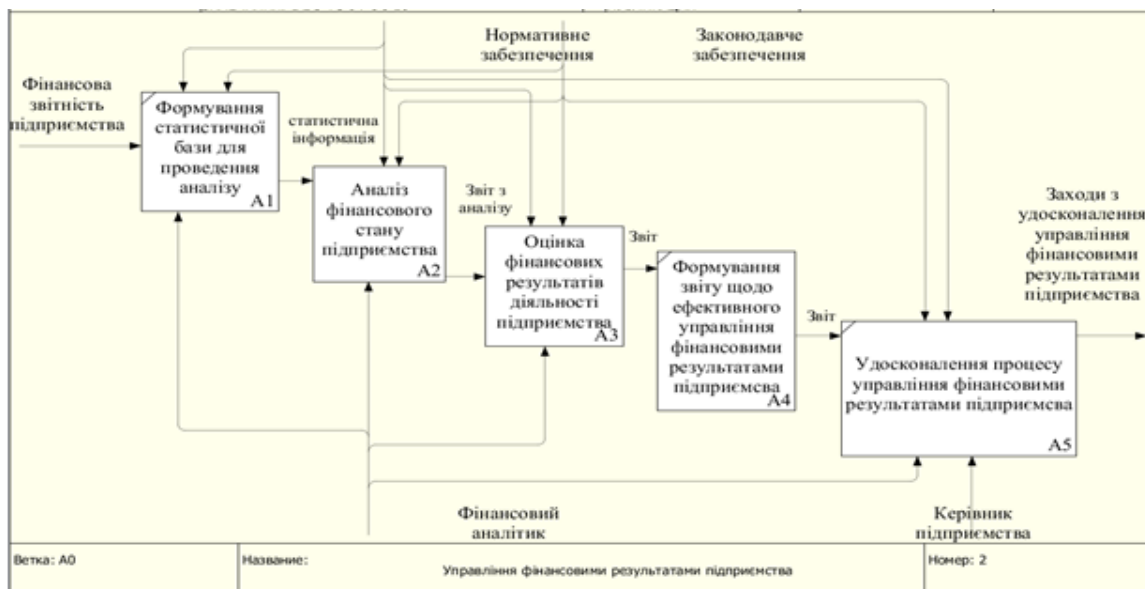 Нормативне
забезпечення
Законодавче
забезпечення
Фінансова
звітність
підприємства
Формування
статистичної
бази для
проведення
аналізу
A1
статистична
інформація
Аналіз
фінансового
стану
підприємства
A2
Звіт з
аналізу
Оцінка
фінансових
результатів
діяльності
підприємства
A3
Звіт
Формування
звіту щодо
ефективного
управління
фінансовими
результатами
підприємсва
A4
Звіт
Удосконалення процесу
управління фінансовими
результатами підприємсва
A5
Заходи з
удосконалення
управління
фінансовими
результатами
підприємства
Фінансовий
аналітик
Керівник
підприємства
Ветка: A0
Название:
Управління фінансовими результатами підприємства
Номер: 2